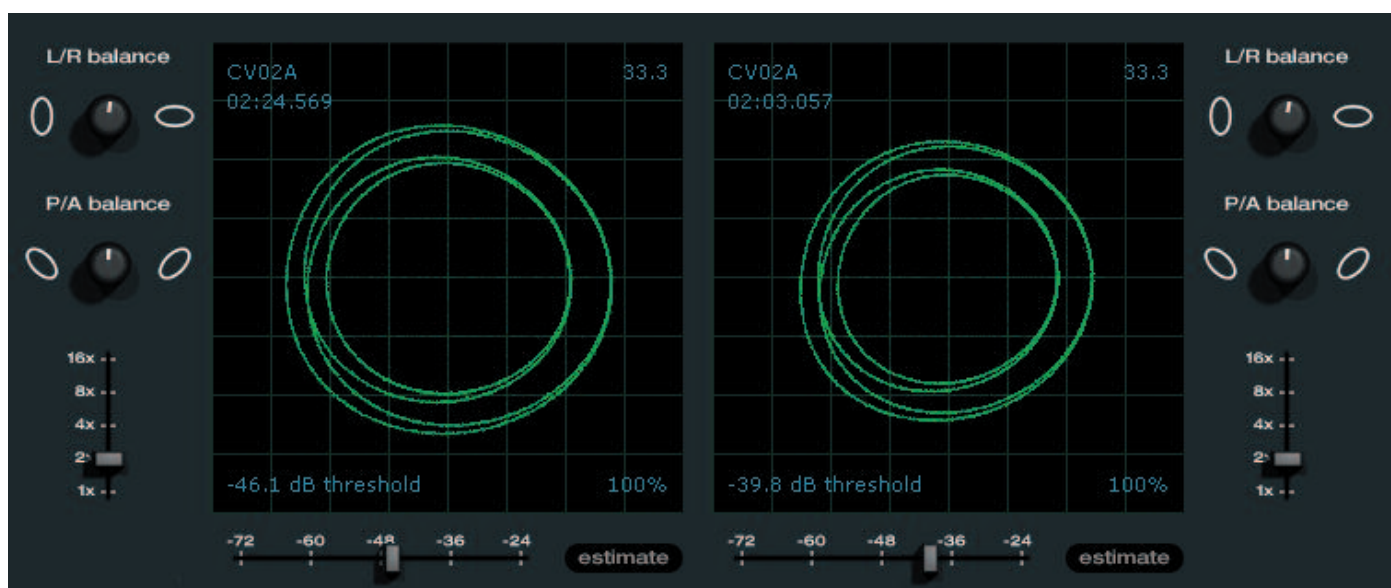 L/R balance
P/A balance
16x
8x
4x
2x
1x
CV02A 33.3
02:24.569
-46.1 dB threshold 100%
-72 -60 -48 -36 -24
estimate
CV02A 33.3
02:03.057
-39.8 dB threshold 100%
-72 -60 -48 -36 -24
estimate
L/R balance
P/A balance
16x
8x
4x
2x
1x